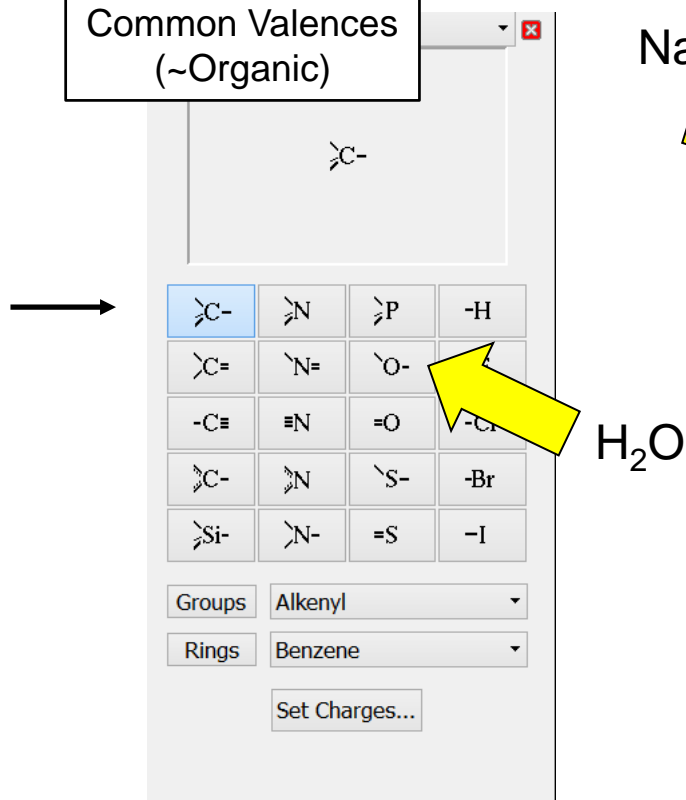 Common Valences
(~Organic)
Na
C-
C- N P -H
C= N= O-
-C≡ ≡N =O -Cl
C- N S- -Br
Si- N- =S -I
H₂O
Groups Alkenyl
Rings Benzene
Set Charges...